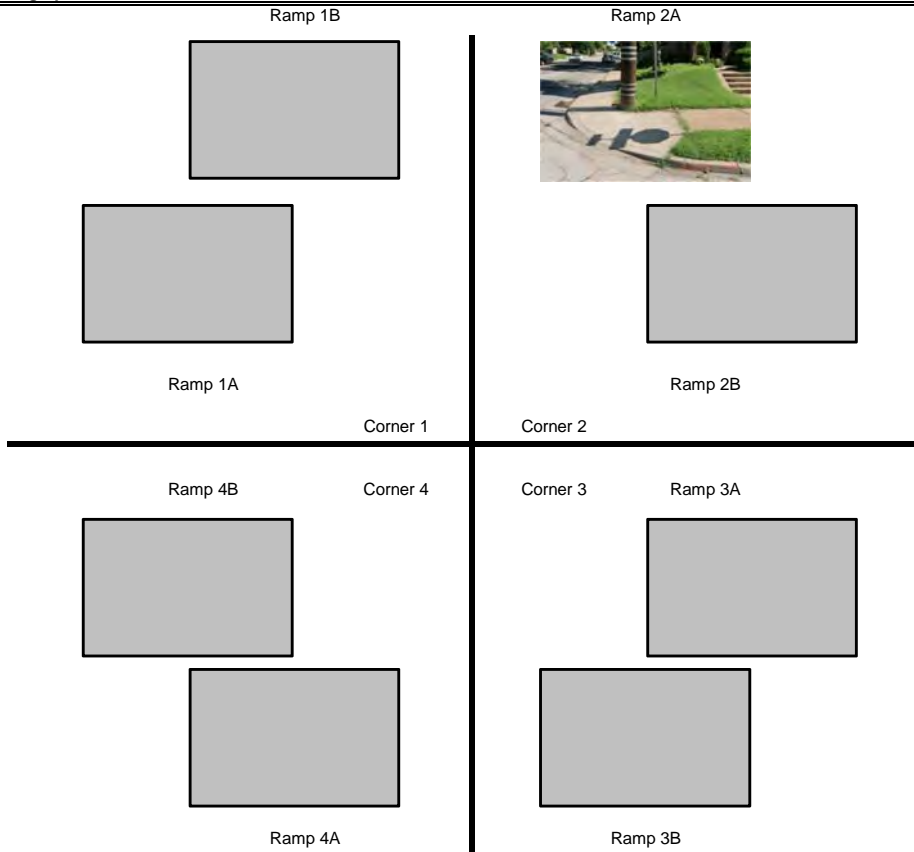 Ramp 1B Ramp 2A
Ramp 1A Ramp 2B
Corner 1 Corner 2
Ramp 4B Corner 4 Corner 3 Ramp 3A
Ramp 4A Ramp 3B